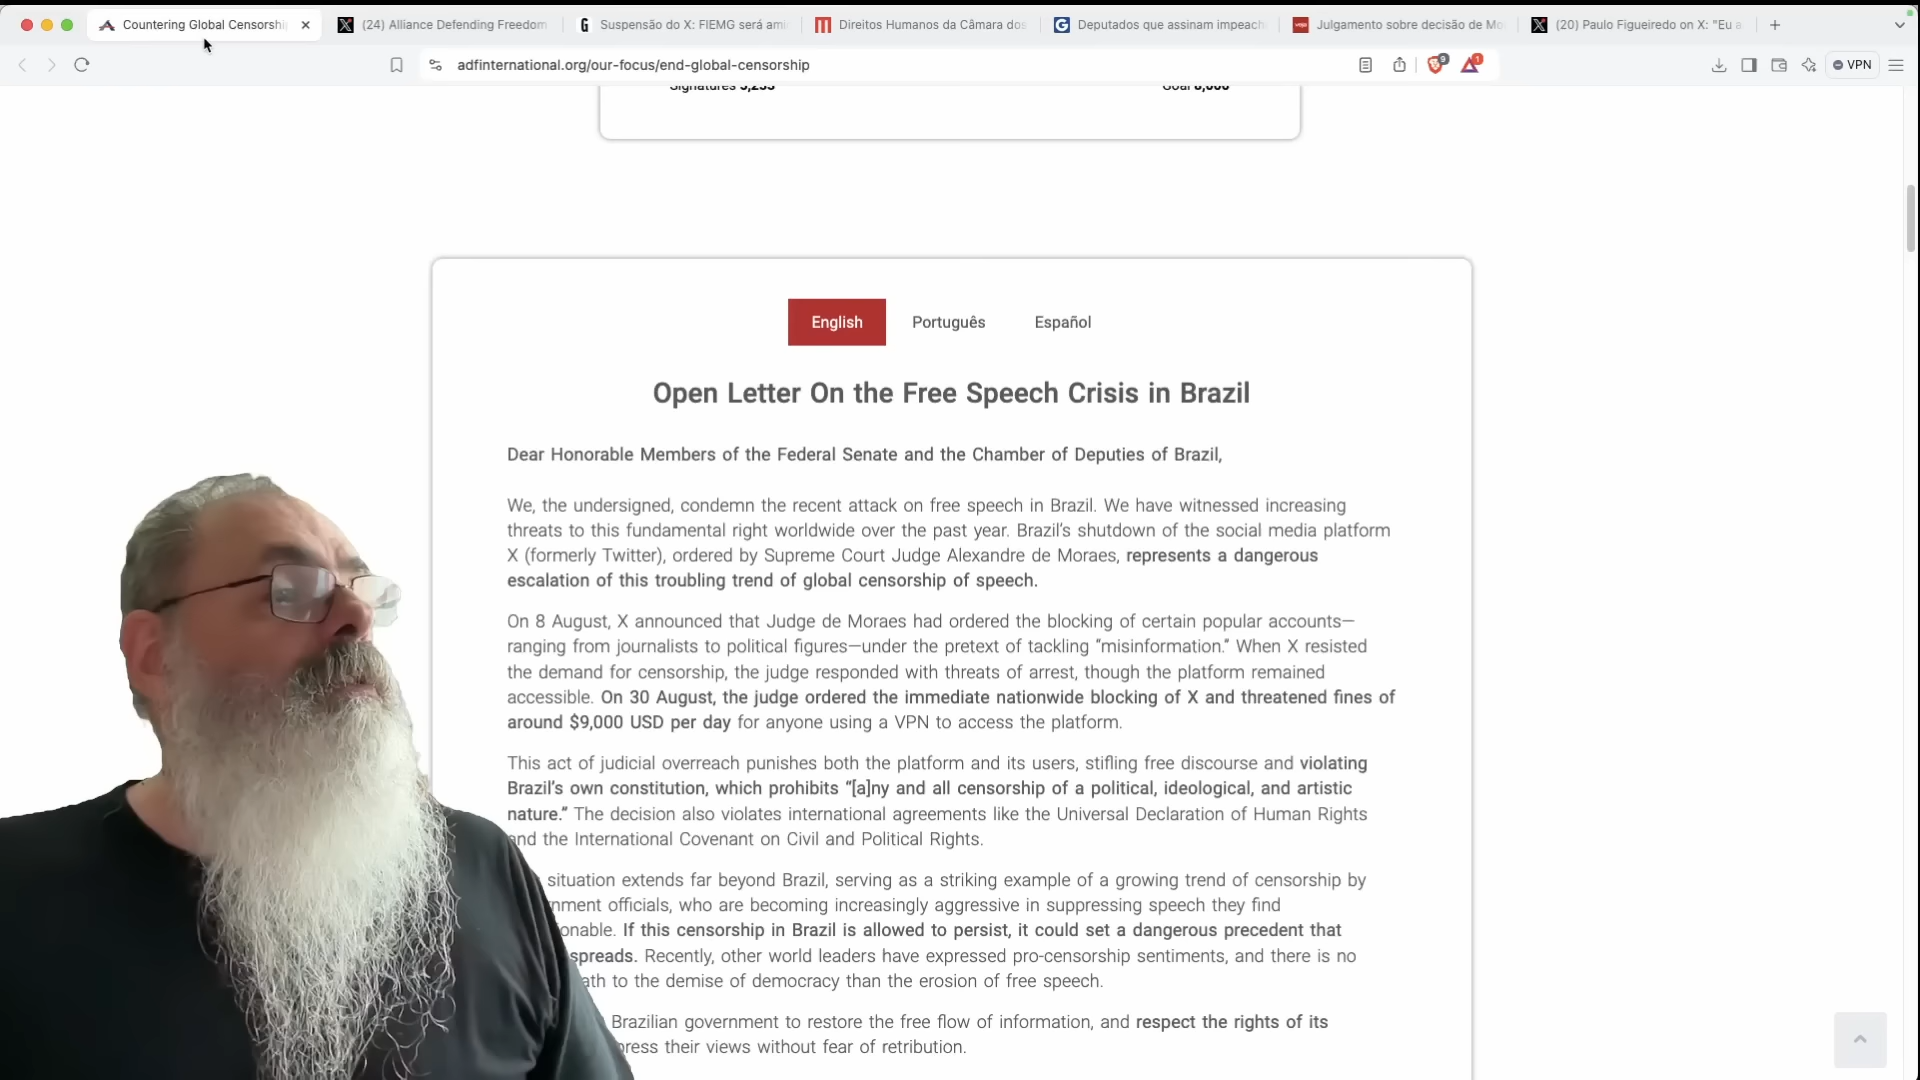 Countering Global Censorshi
(24) Alliance Defending Freedom
Suspensão do X: FIEMG será ami
Direitos Humanos da Câmara dos
Deputados que assinam impeach
Julgamento sobre decisão de Mo
(20) Paulo Figueiredo on X: "Eu a
adfinternational.org/our-focus/end-global-censorship
9
1
VPN
Signatures 5,253
English
Português
Español
Open Letter On the Free Speech Crisis in Brazil
Dear Honorable Members of the Federal Senate and the Chamber of Deputies of Brazil,
We, the undersigned, condemn the recent attack on free speech in Brazil. We have witnessed increasing
threats to this fundamental right worldwide over the past year. Brazil's shutdown of the social media platform
X (formerly Twitter), ordered by Supreme Court Judge Alexandre de Moraes, represents a dangerous
escalation of this troubling trend of global censorship of speech.
On 8 August, X announced that Judge de Moraes had ordered the blocking of certain popular accounts—
ranging from journalists to political figures—under the pretext of tackling “misinformation.” When X resisted
the demand for censorship, the judge responded with threats of arrest, though the platform remained
accessible. On 30 August, the judge ordered the immediate nationwide blocking of X and threatened fines of
around $9,000 USD per day for anyone using a VPN to access the platform.
This act of judicial overreach punishes both the platform and its users, stifling free discourse and violating
Brazil's own constitution, which prohibits “[a]ny and all censorship of a political, ideological, and artistic
nature.” The decision also violates international agreements like the Universal Declaration of Human Rights
and the International Covenant on Civil and Political Rights.
situation extends far beyond Brazil, serving as a striking example of a growing trend of censorship by
nment officials, who are becoming increasingly aggressive in suppressing speech they find
onable. If this censorship in Brazil is allowed to persist, it could set a dangerous precedent that
spreads. Recently, other world leaders have expressed pro-censorship sentiments, and there is no
ath to the demise of democracy than the erosion of free speech.
Brazilian government to restore the free flow of information, and respect the rights of its
press their views without fear of retribution.